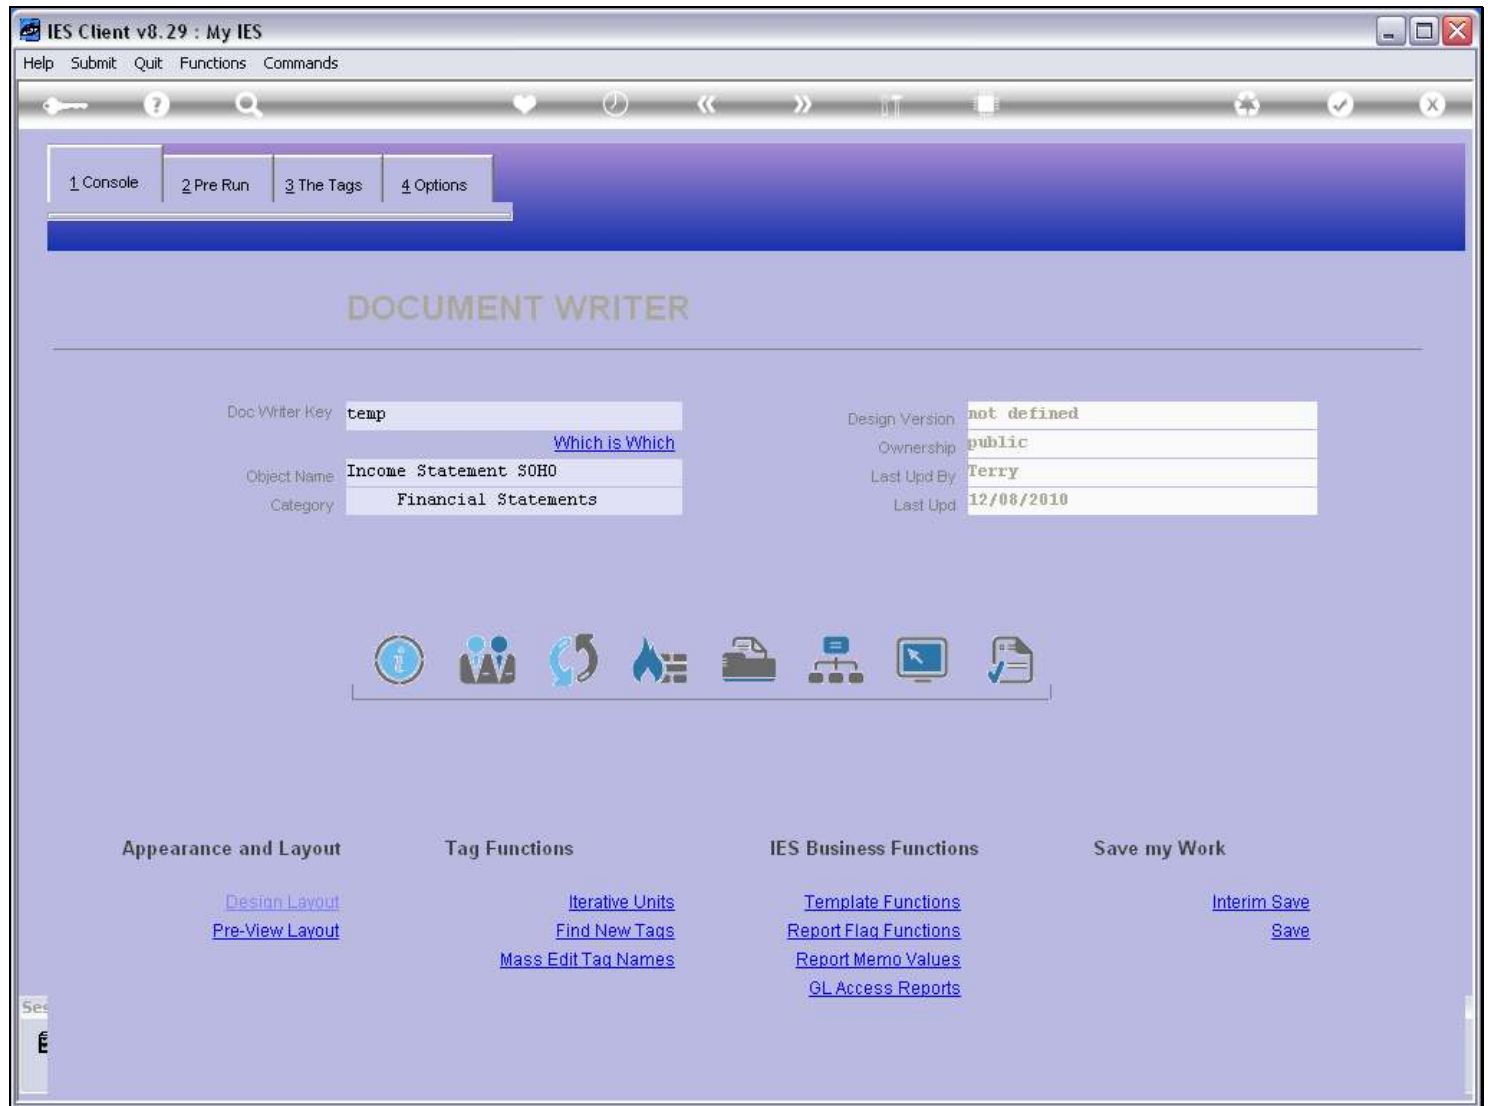 IES Client v8.29 : My IES
Help Submit Quit Functions Commands
1 Console 2 Pre Run 3 The Tags 4 Options
DOCUMENT WRITER
Doc Writer Key temp
Which is Which
Object Name Income Statement SOHO
Category Financial Statements
Design Version not defined
Ownership public
Last Upd By Terry
Last Upd 12/08/2010
Appearance and Layout
Design Layout
Pre-View Layout
Tag Functions
Iterative Units
Find New Tags
Mass Edit Tag Names
IES Business Functions
Template Functions
Report Flag Functions
Report Memo Values
GL Access Reports
Save my Work
Interim Save
Save